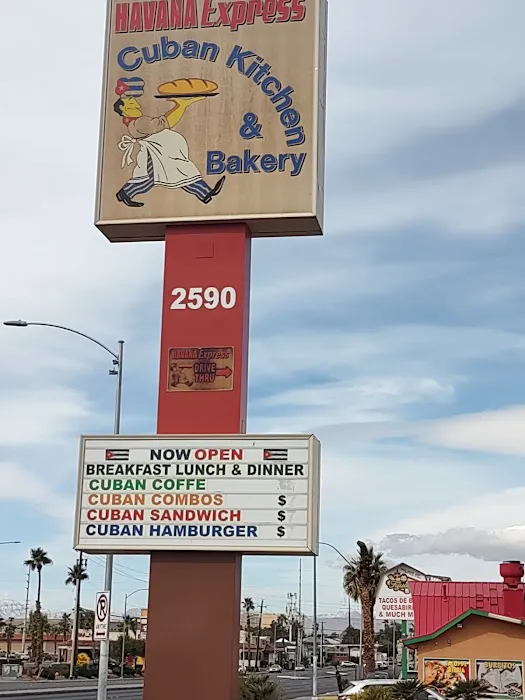 HAVANA Express
Cuban Kitchen
&
Bakery
2590
HAVANA Express
DRIVE
THRU
NOW OPEN
BREAKFAST LUNCH & DINNER
CUBAN COFFE
CUBAN COMBOS $
CUBAN SANDWICH $
CUBAN HAMBURGER $
P
TACOS DE
QUESABIR
& MUCH M